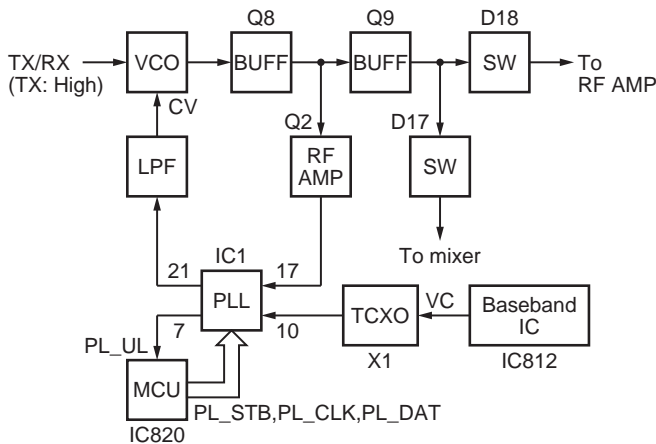 Q8
Q9
D18
TX/RX
(TX: High)
VCO
BUFF
BUFF
SW
To
RF AMP
CV
Q2
D17
LPF
RF
AMP
SW
To mixer
IC1
21
17
PLL
7
10
TCXO
VC
Baseband
IC
X1
IC812
PL_UL
MCU
PL_STB,PL_CLK,PL_DAT
IC820